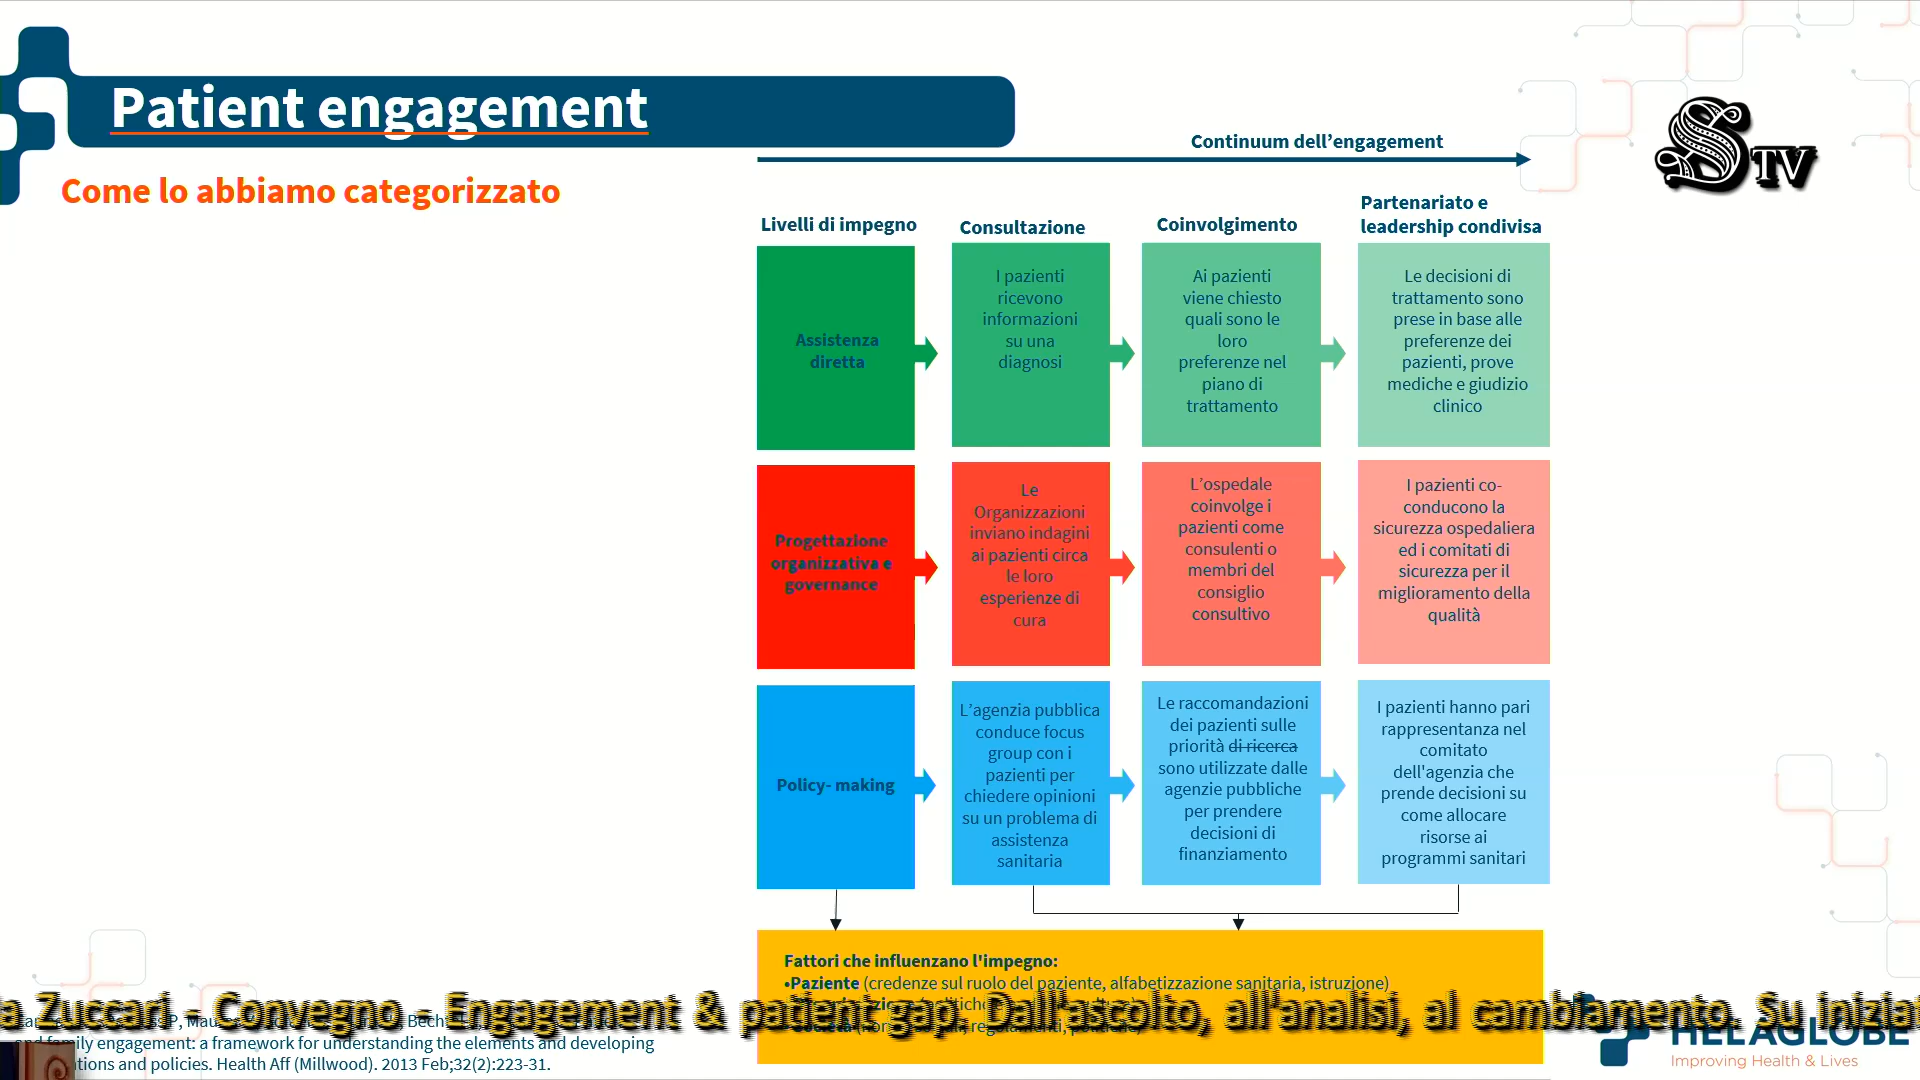 Patient engagement
Come lo abbiamo categorizzato
STV
Continuum dell’engagement
Livelli di impegno
Consultazione
Coinvolgimento
Partenariato e
leadership condivisa
Assistenza
diretta
I pazienti
ricevono
informazioni
su una
diagnosi
Ai pazienti
viene chiesto
quali sono le
loro
preferenze nel
piano di
trattamento
Le decisioni di
trattamento sono
prese in base alle
preferenze dei
pazienti, prove
mediche e giudizio
clinico
Progettazione
organizzativa e
governance
Le
Organizzazioni
inviano indagini
ai pazienti circa
le loro
esperienze di
cura
L’ospedale
coinvolge i
pazienti come
consulenti o
membri del
consiglio
consultivo
I pazienti co-
conducono la
sicurezza ospedaliera
ed i comitati di
sicurezza per il
miglioramento della
qualità
Policy- making
L’agenzia pubblica
conduce focus
group con i
pazienti per
chiedere opinioni
su un problema di
assistenza
sanitaria
Le raccomandazioni
dei pazienti sulle
priorità di ricerca
sono utilizzate dalle
agenzie pubbliche
per prendere
decisioni di
finanziamento
I pazienti hanno pari
rappresentanza nel
comitato
dell'agenzia che
prende decisioni su
come allocare
risorse ai
programmi sanitari
Fattori che influenzano l'impegno:
•Paziente (credenze sul ruolo del paziente, alfabetizzazione sanitaria, istruzione)
Zuccari - Convegno - Engagement & patient gap. Dall'ascolto, all'analisi, al cambiamento. Su
family engagement: a framework for understanding the elements and developing
and policies. Health Aff (Millwood). 2013 Feb;32(2):223-31.
HELAGLOBE
Improving Health & Lives